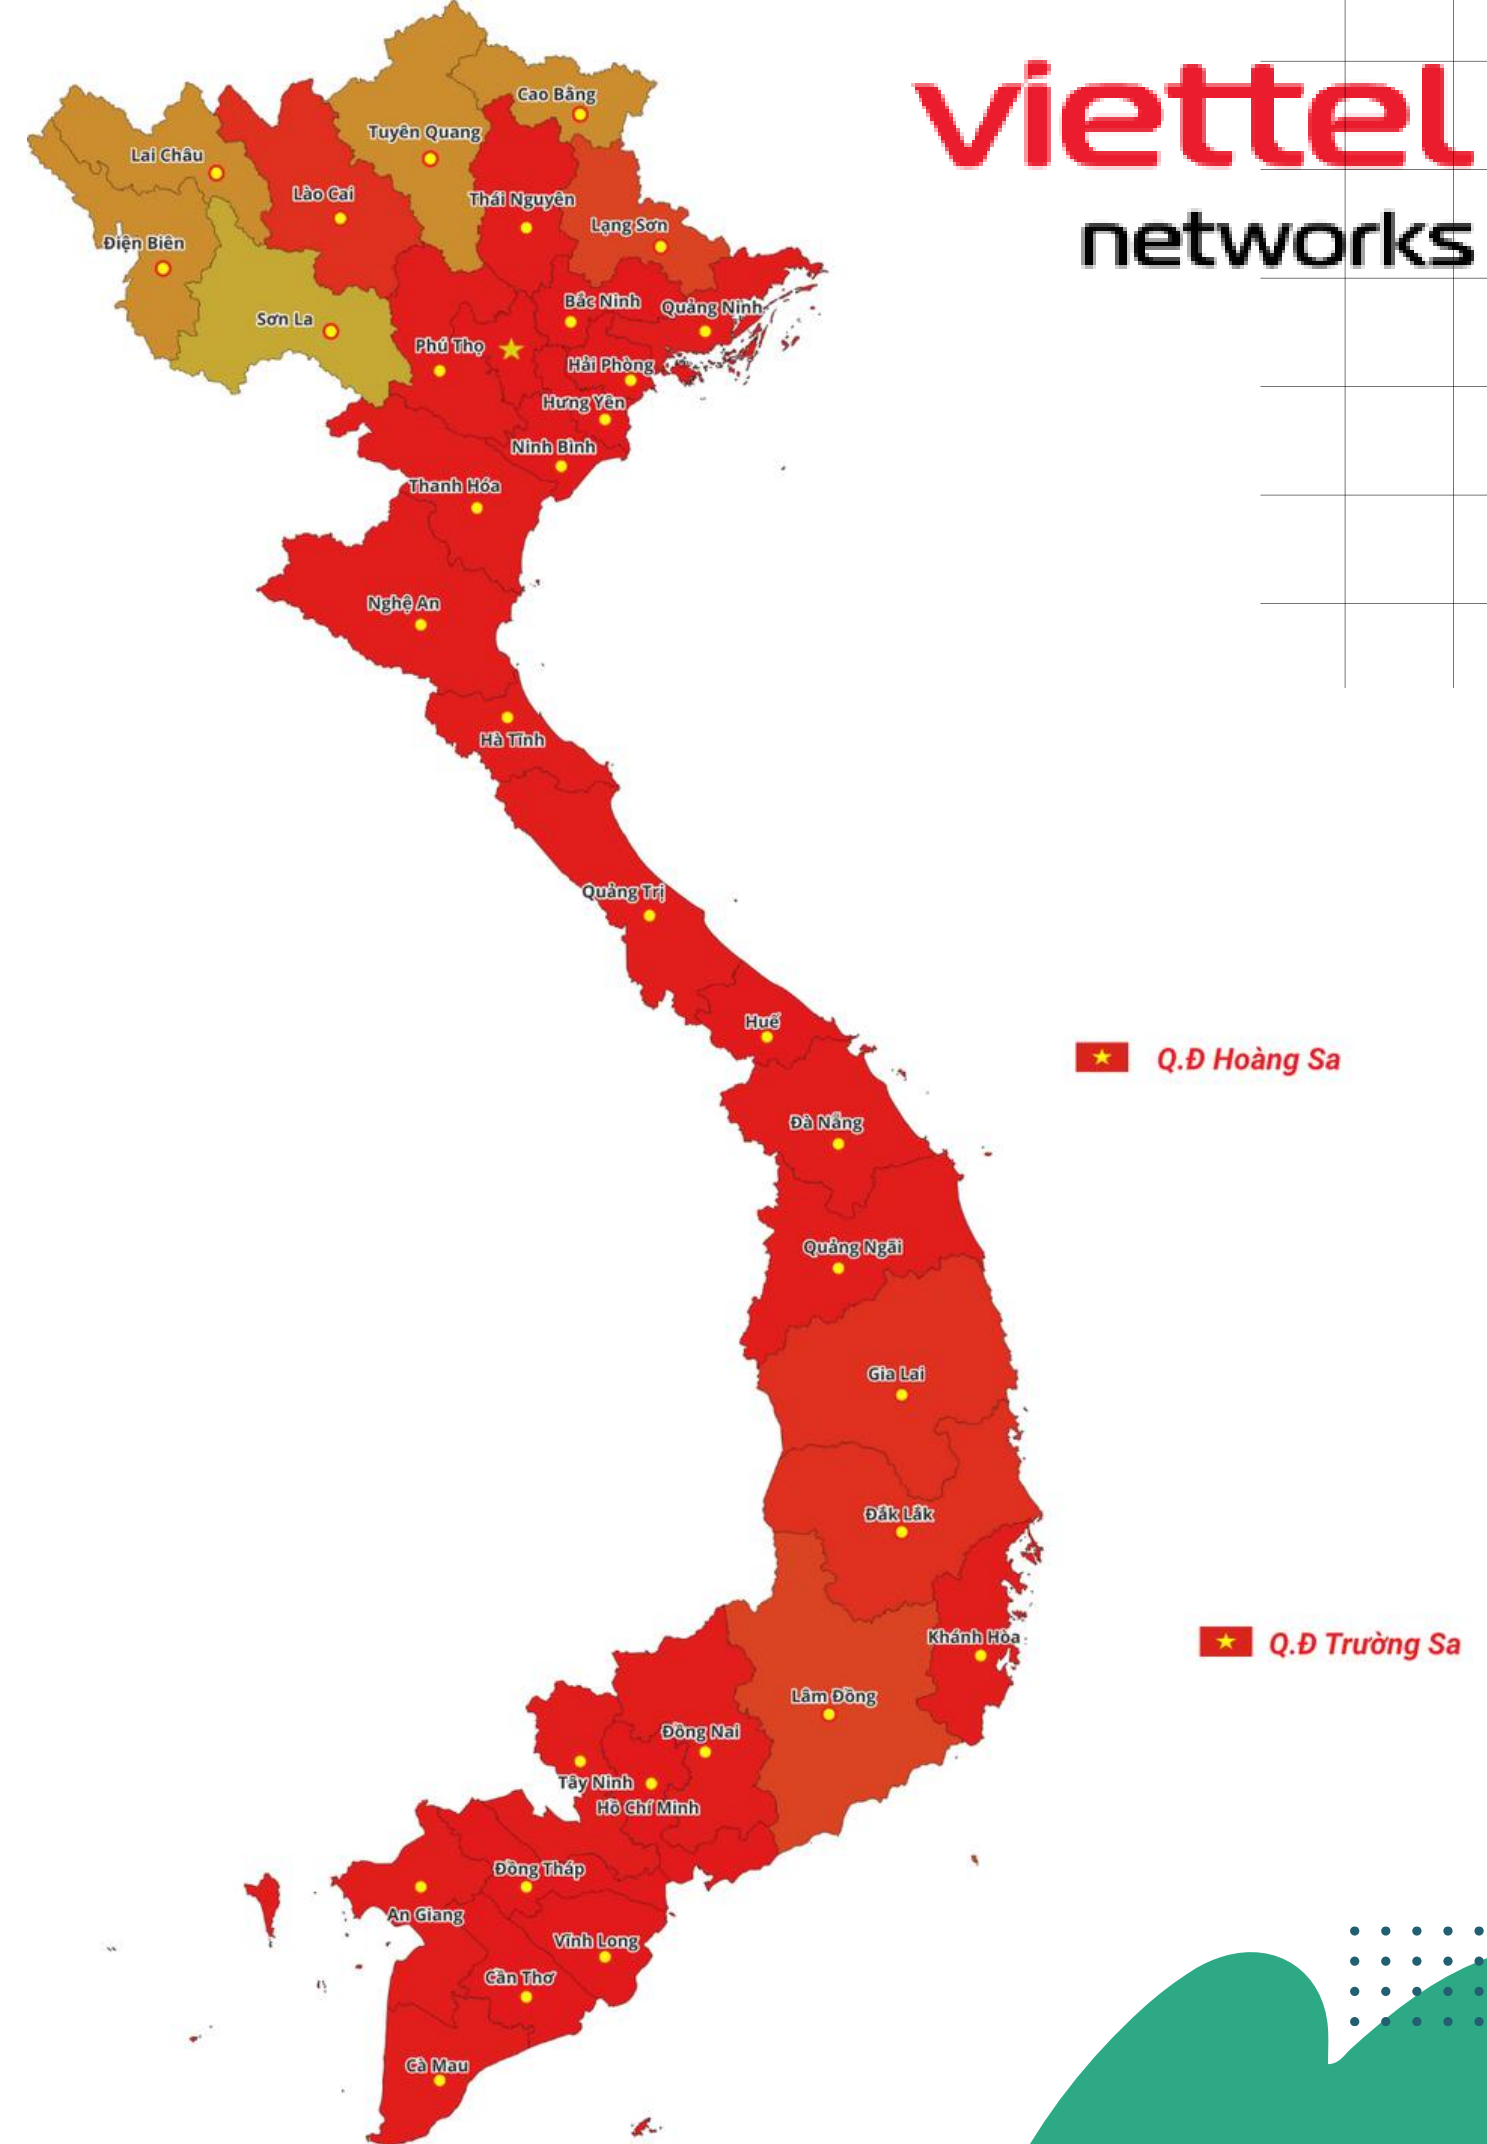 viettel
networks
Cao Bằng
Tuyên Quang
Lai Châu
Lào Cai
Thái Nguyên
Lạng Sơn
Điện Biên
Bắc Ninh
Quảng Ninh
Sơn La
Phú Thọ
Hải Phòng
Hưng Yên
Ninh Bình
Thanh Hóa
Nghệ An
Hà Tĩnh
Quảng Trị
Huế
Q.Đ Hoàng Sa
Đà Nẵng
Quảng Ngãi
Gia Lai
Đắk Lắk
Khánh Hòa
Q.Đ Trường Sa
Lâm Đồng
Đồng Nai
Tây Ninh
Hồ Chí Minh
Đồng Tháp
An Giang
Vĩnh Long
Cần Thơ
Cà Mau